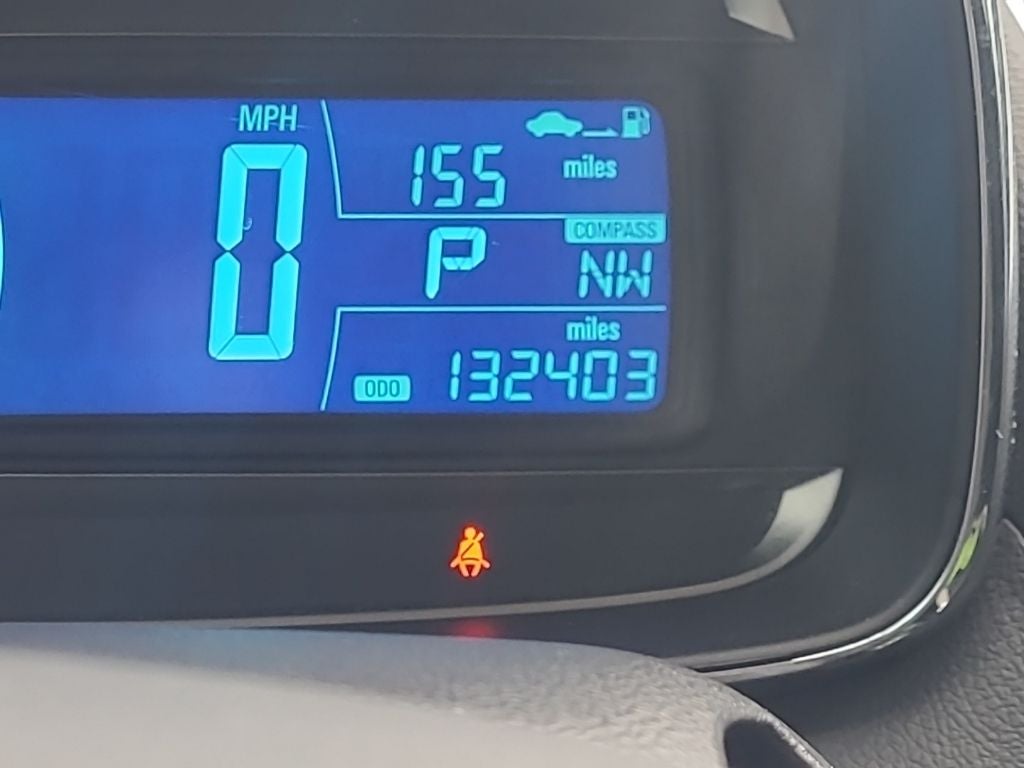 MPH
0
155 miles
COMPASS
P NW
miles
ODO 132403